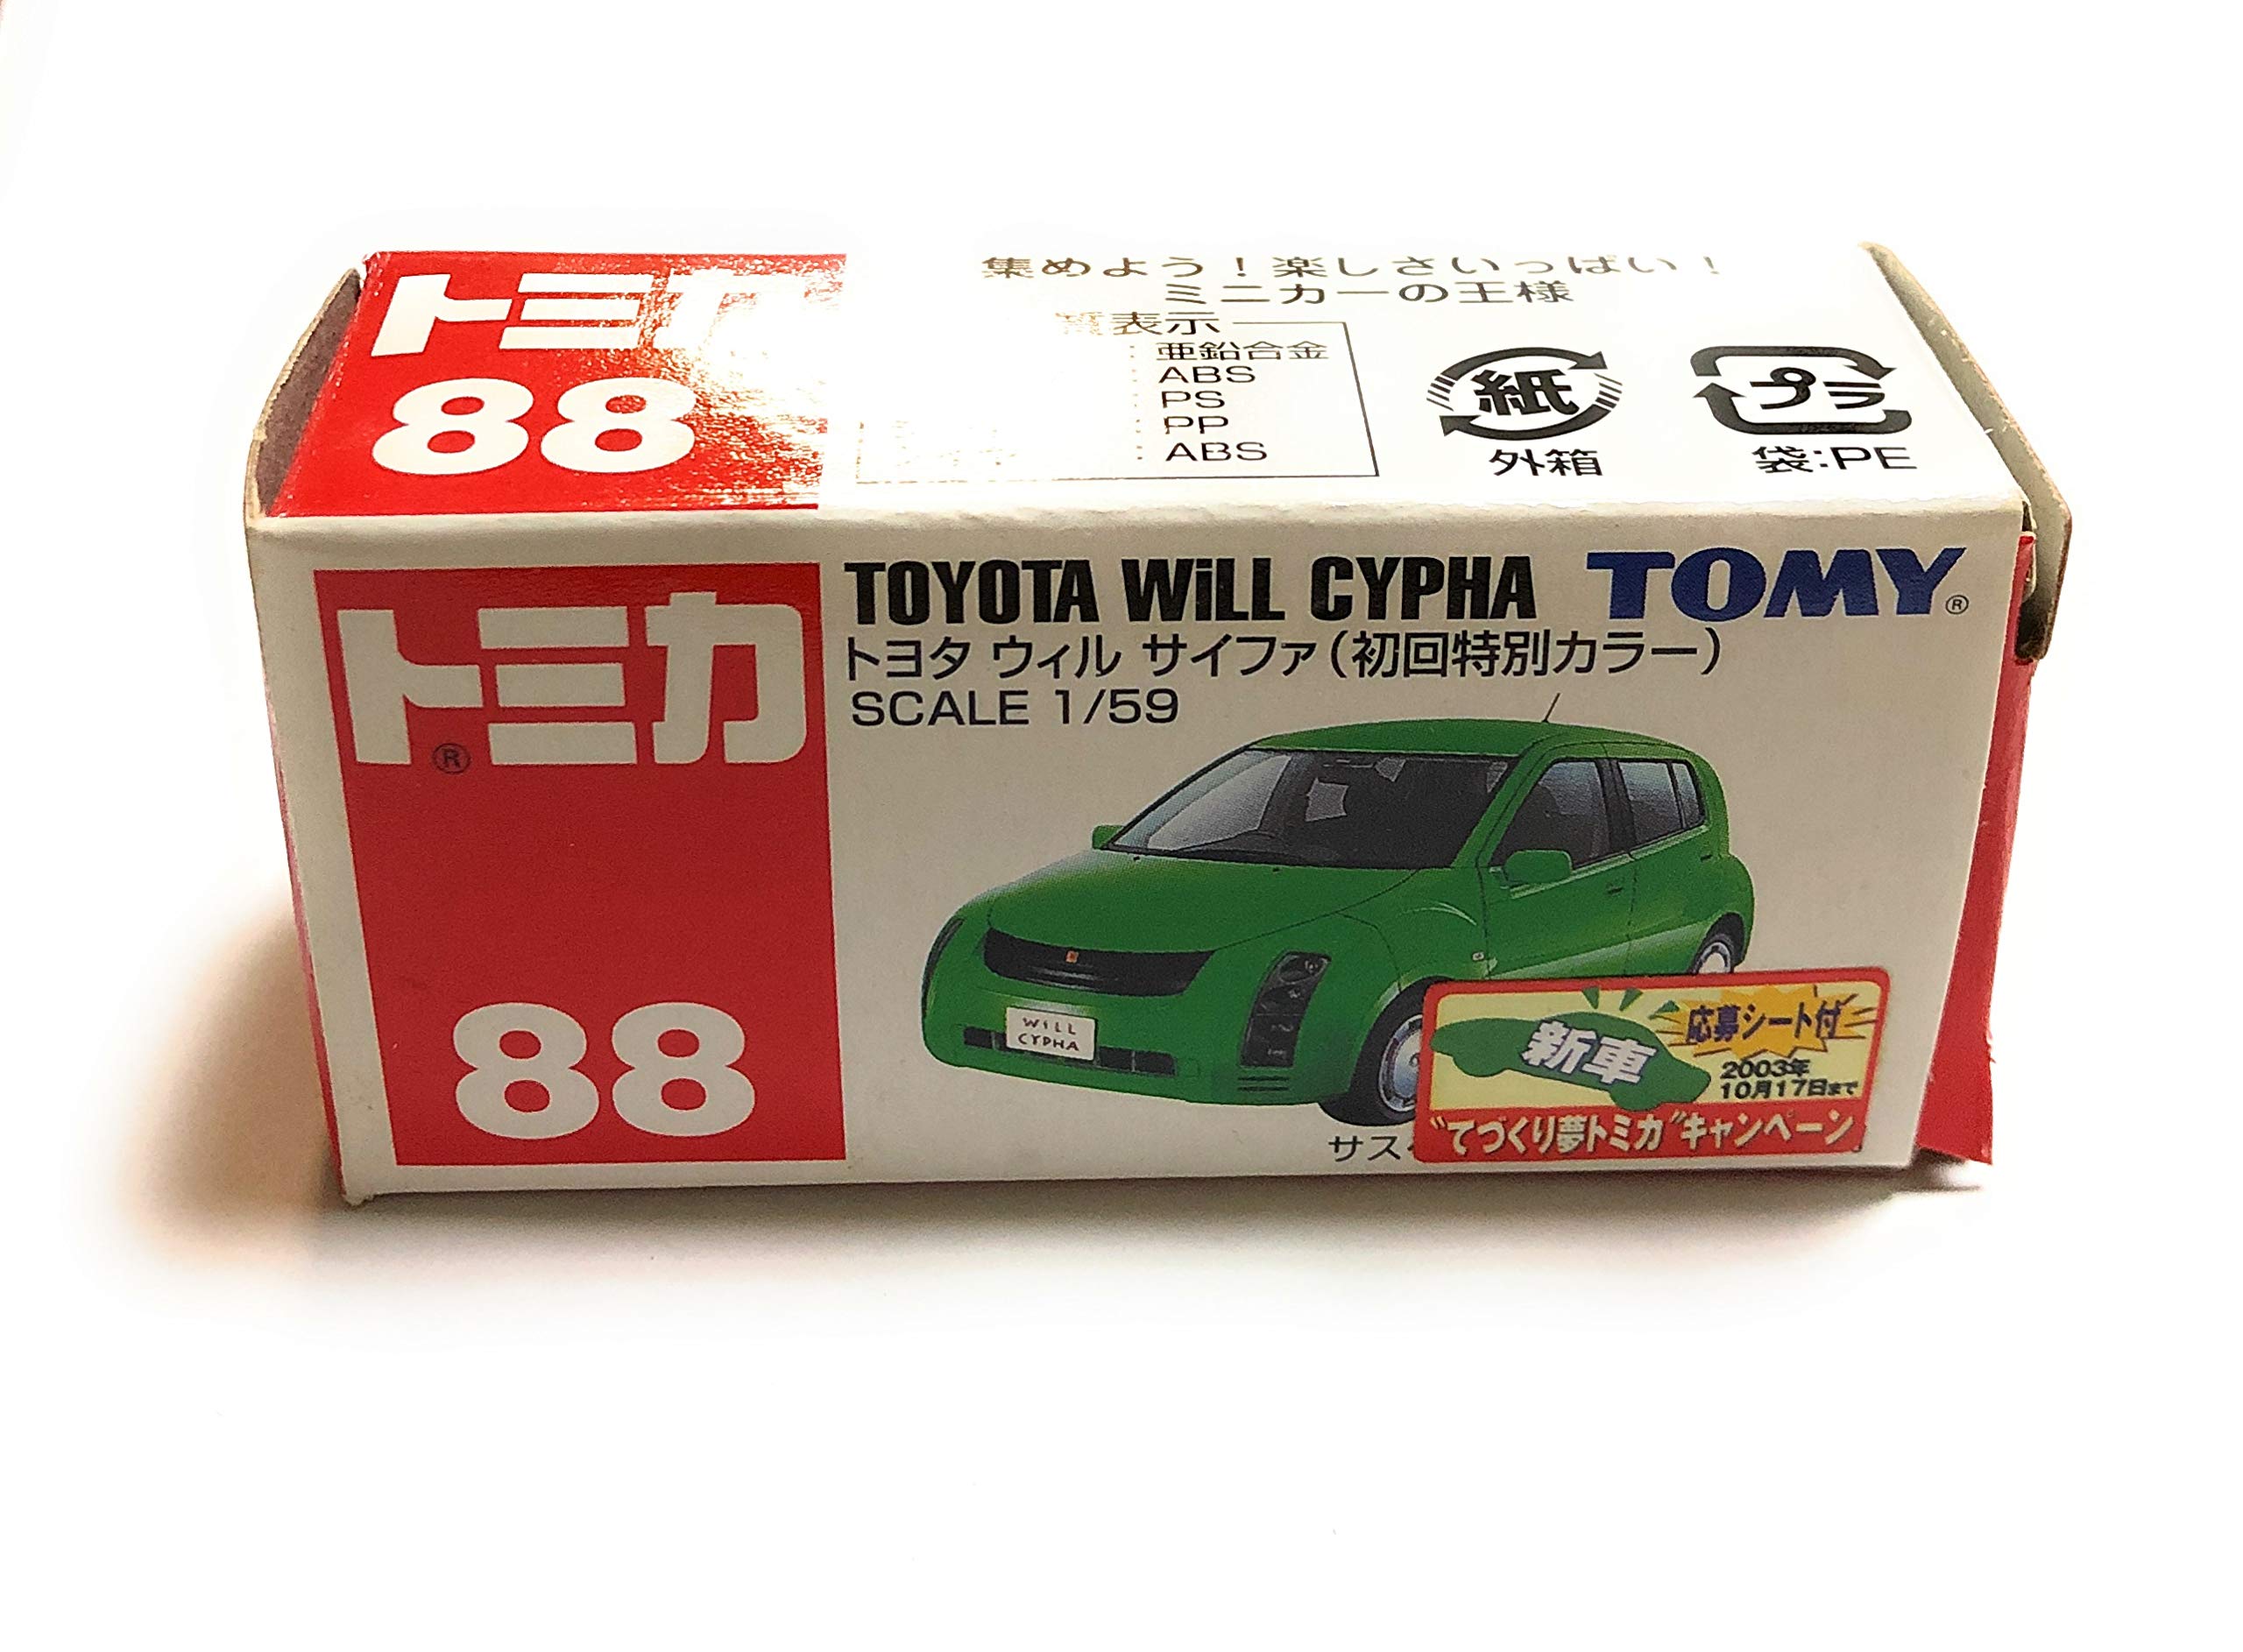 トミカ
88
集めよう!楽しさいっぱい!
ミニカーの王様
質表示
: 亜鉛合金
: ABS
: PS
: PP
: ABS
紙
外箱
プラ
袋:PE
トミカ®
88
TOYOTA WiLL CYPHA TOMY®
トヨタ ウィル サイファ(初回特別カラー)
SCALE 1/59
WiLL
CYPHA
サス
新車
応募シート付
2003年
10月17日まで
"てづくり夢トミカ"キャンペーン